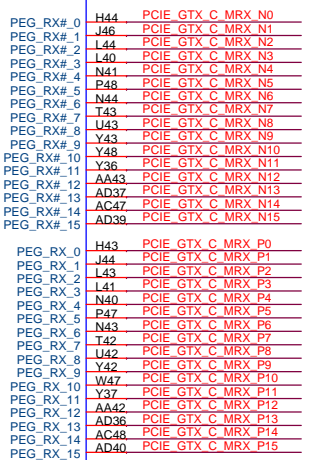 PEG_RX#_0 H44 PCIE_GTX_C_MRX_N0
PEG_RX#_1 J46 PCIE_GTX_C_MRX_N1
PEG_RX#_2 L44 PCIE_GTX_C_MRX_N2
PEG_RX#_3 L40 PCIE_GTX_C_MRX_N3
PEG_RX#_4 N41 PCIE_GTX_C_MRX_N4
PEG_RX#_5 P48 PCIE_GTX_C_MRX_N5
PEG_RX#_6 N44 PCIE_GTX_C_MRX_N6
PEG_RX#_7 T43 PCIE_GTX_C_MRX_N7
PEG_RX#_8 U43 PCIE_GTX_C_MRX_N8
PEG_RX#_9 Y43 PCIE_GTX_C_MRX_N9
PEG_RX#_10 Y48 PCIE_GTX_C_MRX_N10
PEG_RX#_11 Y36 PCIE_GTX_C_MRX_N11
PEG_RX#_12 AA43 PCIE_GTX_C_MRX_N12
PEG_RX#_13 AD37 PCIE_GTX_C_MRX_N13
PEG_RX#_14 AC47 PCIE_GTX_C_MRX_N14
PEG_RX#_15 AD39 PCIE_GTX_C_MRX_N15
PEG_RX_0 H43 PCIE_GTX_C_MRX_P0
PEG_RX_1 J44 PCIE_GTX_C_MRX_P1
PEG_RX_2 L43 PCIE_GTX_C_MRX_P2
PEG_RX_3 L41 PCIE_GTX_C_MRX_P3
PEG_RX_4 N40 PCIE_GTX_C_MRX_P4
PEG_RX_5 P47 PCIE_GTX_C_MRX_P5
PEG_RX_6 N43 PCIE_GTX_C_MRX_P6
PEG_RX_7 T42 PCIE_GTX_C_MRX_P7
PEG_RX_8 U42 PCIE_GTX_C_MRX_P8
PEG_RX_9 Y42 PCIE_GTX_C_MRX_P9
PEG_RX_10 W47 PCIE_GTX_C_MRX_P10
PEG_RX_11 Y37 PCIE_GTX_C_MRX_P11
PEG_RX_12 AA42 PCIE_GTX_C_MRX_P12
PEG_RX_13 AD36 PCIE_GTX_C_MRX_P13
PEG_RX_14 AC48 PCIE_GTX_C_MRX_P14
PEG_RX_15 AD40 PCIE_GTX_C_MRX_P15